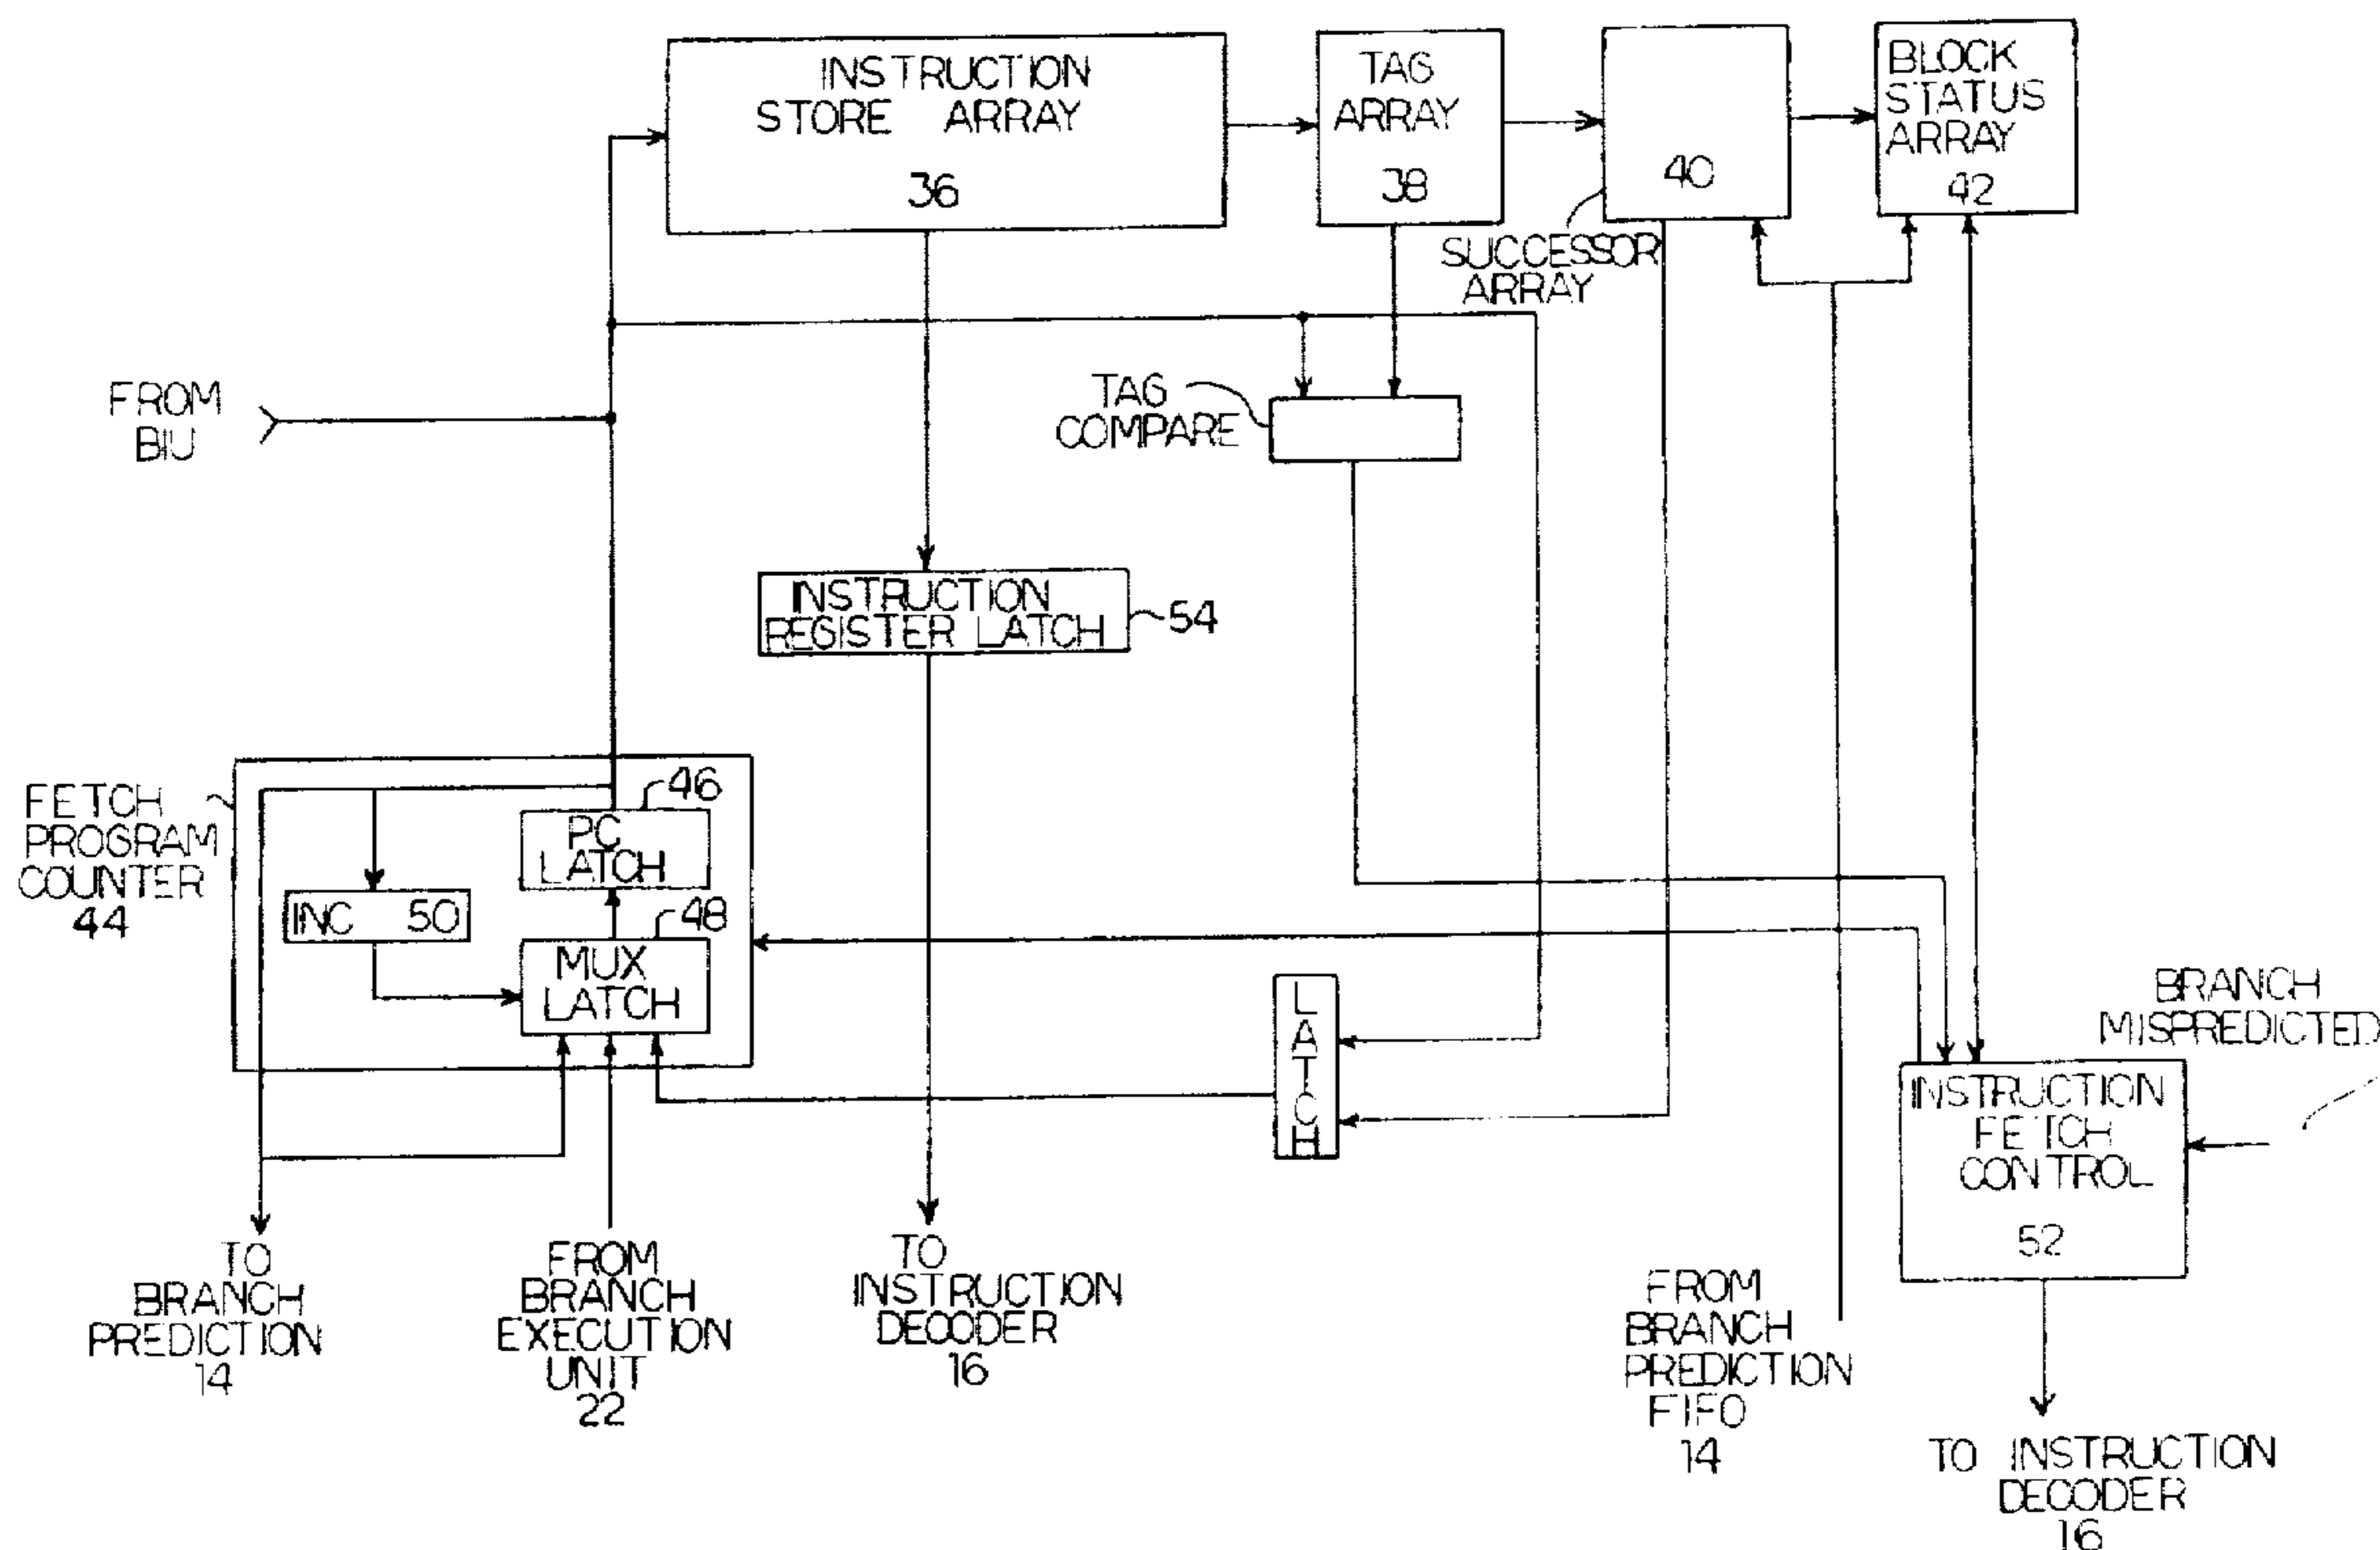 INSTRUCTION
STORE ARRAY
36
TAG
ARRAY
38
40
SUCCESSOR
ARRAY
BLOCK
STATUS
ARRAY
42
FROM
BIU
TAG
COMPARE
INSTRUCTION
REGISTER LATCH
54
FETCH
PROGRAM
COUNTER
44
46
PC
LATCH
INC 50
48
MUX
LATCH
LATCH
BRANCH
MISPREDICTED
INSTRUCTION
FETCH
CONTROL
52
TO
BRANCH
PREDICTION
14
FROM
BRANCH
EXECUTION
UNIT
22
TO
INSTRUCTION
DECODER
16
FROM
BRANCH
PREDICTION
FIFO
14
TO INSTRUCTION
DECODER
16